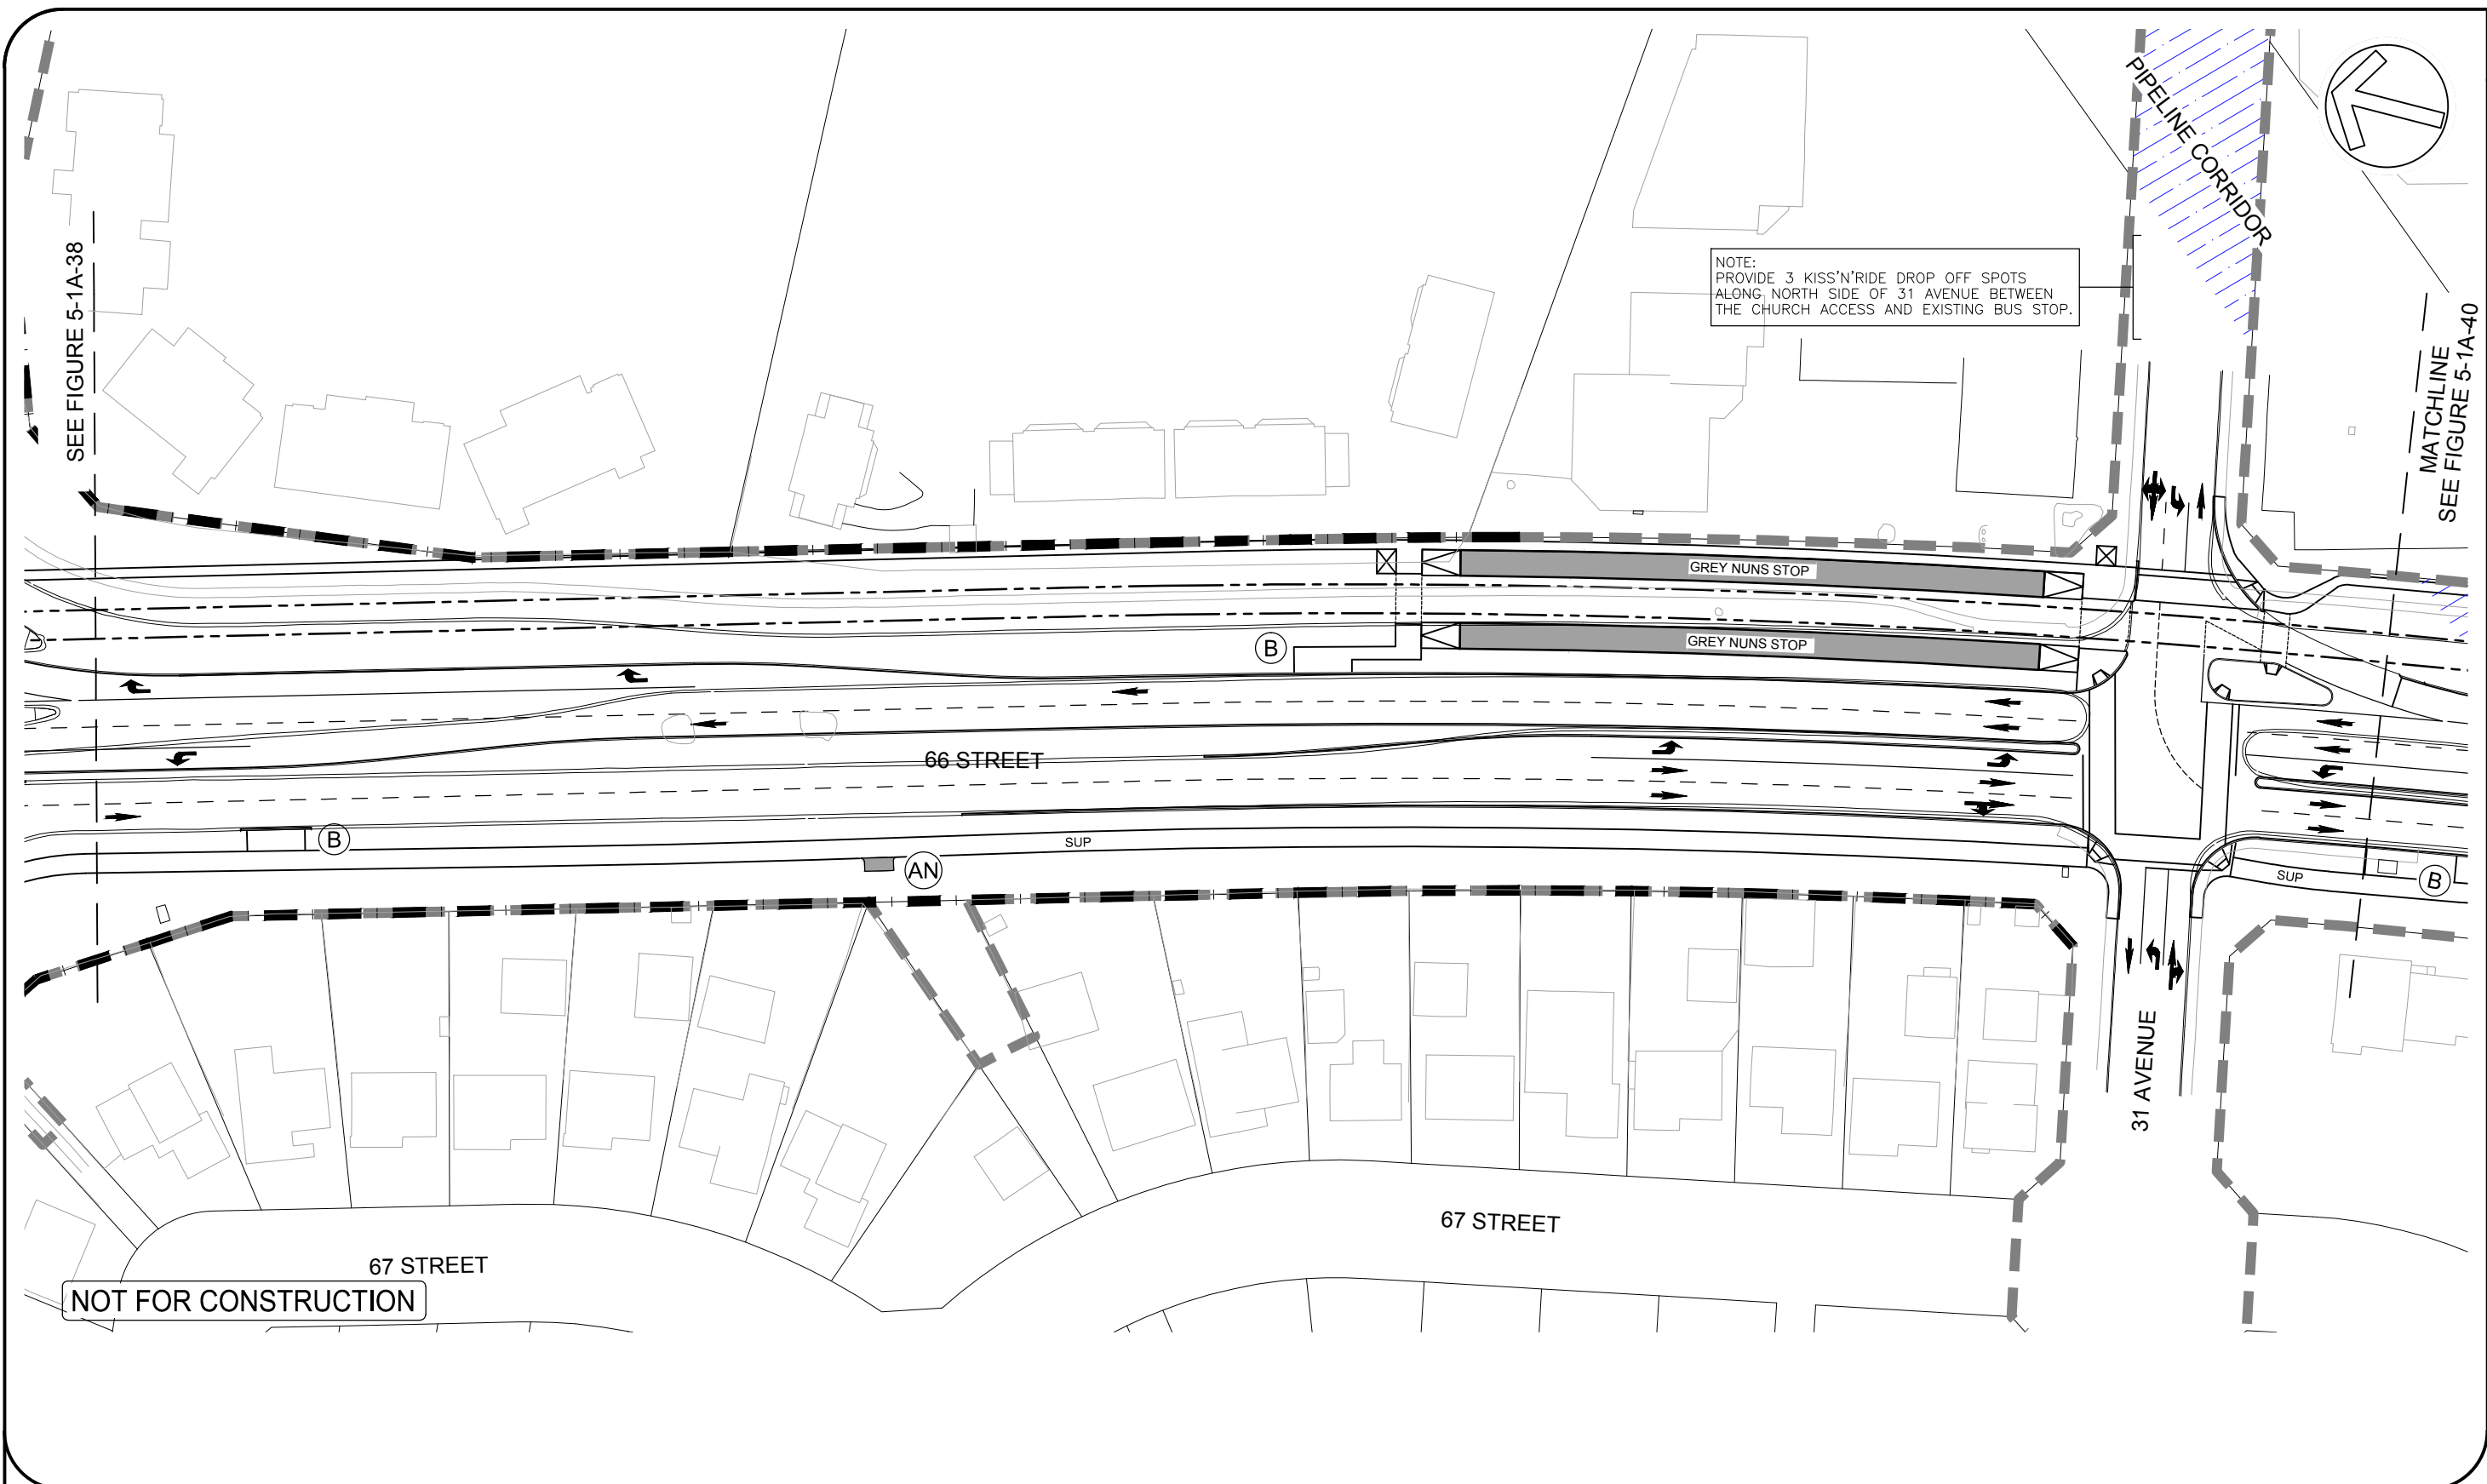 PIPELINE CORRIDOR
SEE FIGURE 5-1A-38
NOTE:
PROVIDE 3 KISS'N'RIDE DROP OFF SPOTS
ALONG NORTH SIDE OF 31 AVENUE BETWEEN
THE CHURCH ACCESS AND EXISTING BUS STOP.
MATCHLINE
SEE FIGURE 5-1A-40
GREY NUNS STOP
GREY NUNS STOP
B
66 STREET
B
SUP
AN
SUP
B
31 AVENUE
67 STREET
67 STREET
NOT FOR CONSTRUCTION